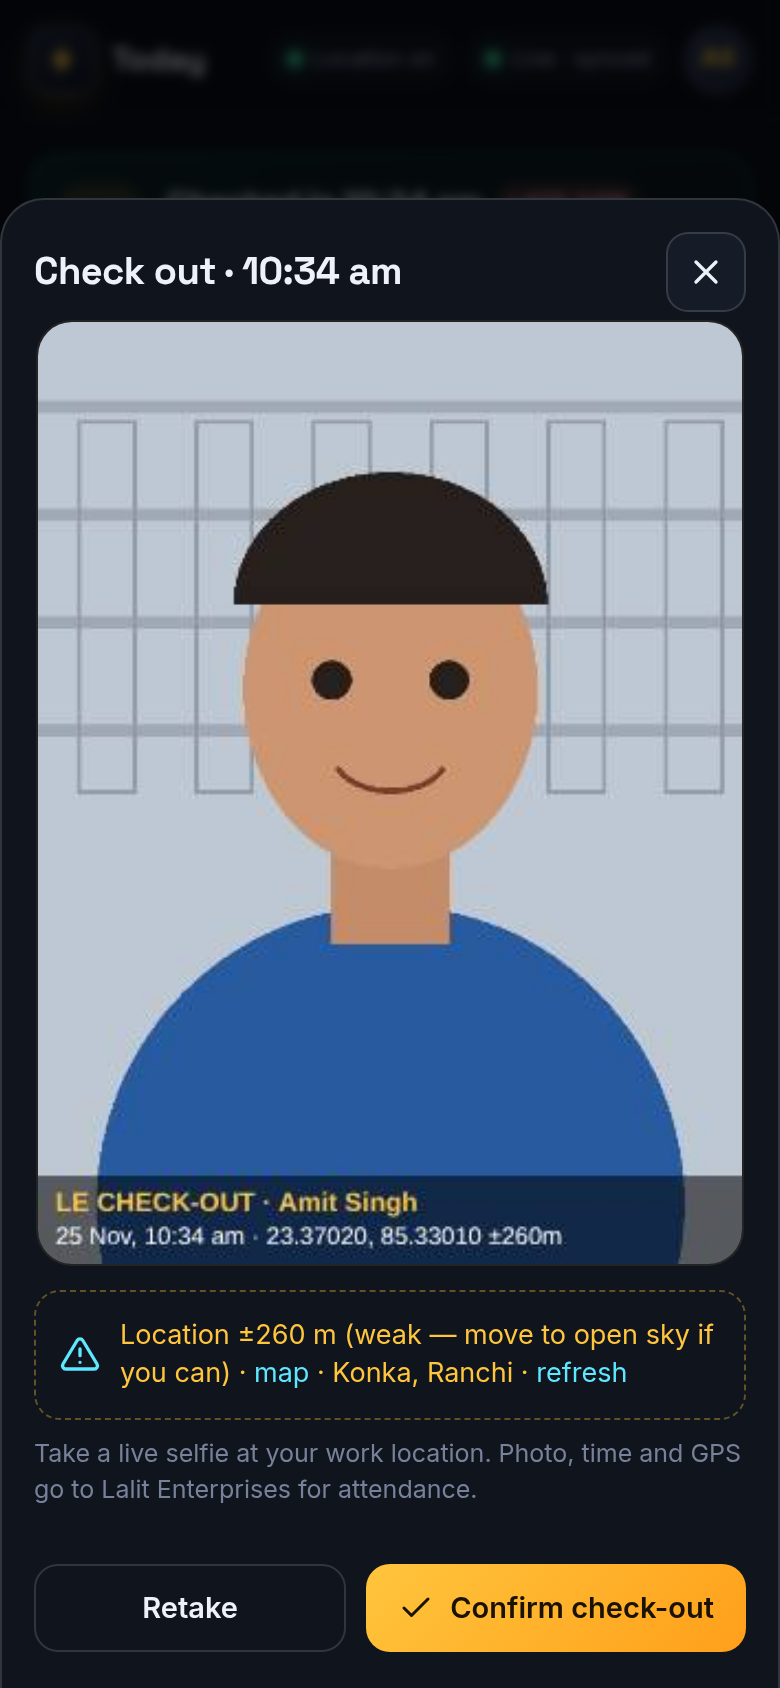 Today
Check out · 10:34 am
LE CHECK-OUT · Amit Singh
25 Nov, 10:34 am · 23.37020, 85.33010 ±260m
Location ±260 m (weak — move to open sky if
you can) · map · Konka, Ranchi · refresh
Take a live selfie at your work location. Photo, time and GPS
go to Lalit Enterprises for attendance.
Retake
Confirm check-out